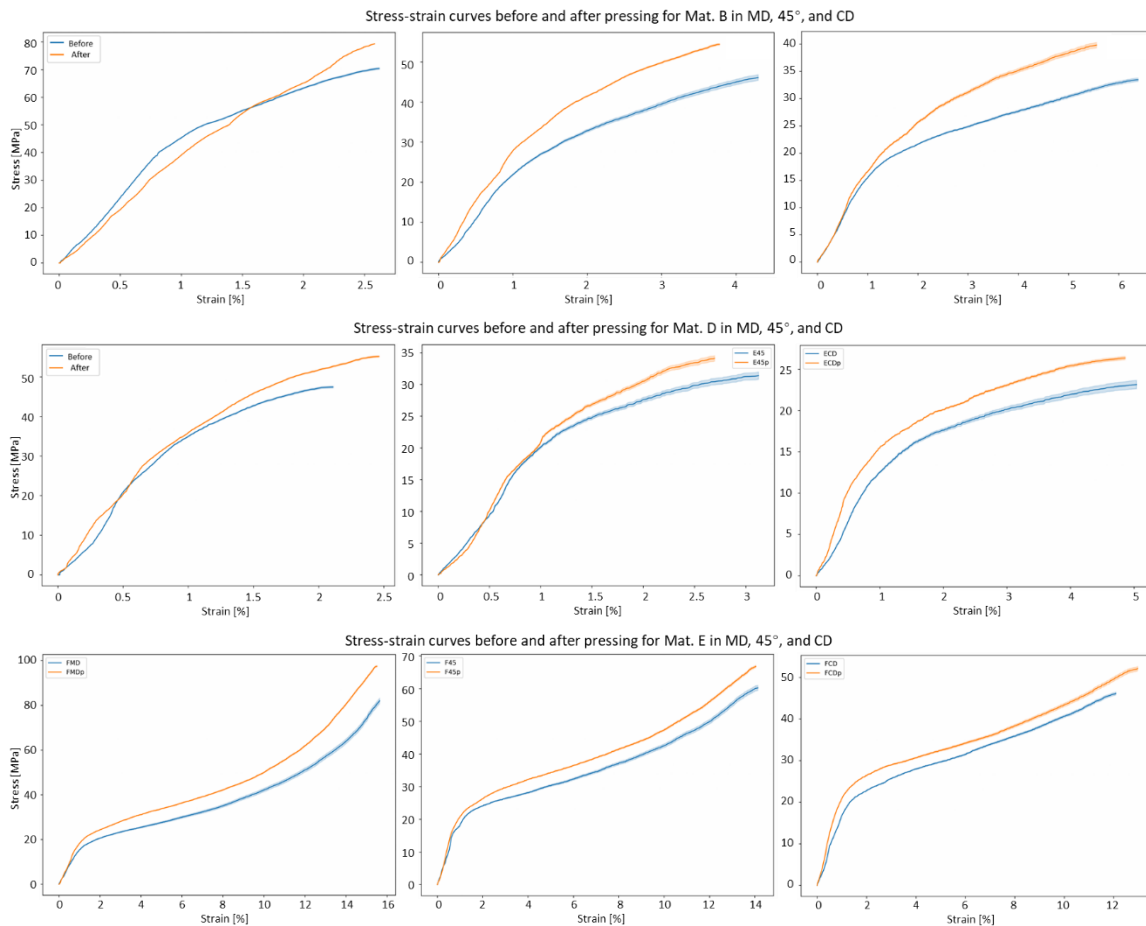 Stress-strain curves before and after pressing for Mat. B in MD, 45°, and CD
Before
After
Stress [MPa]
80
70
60
50
40
30
20
10
0
0 0.5 1 1.5 2 2.5
Strain [%]
50
40
30
20
10
0
0 1 2 3 4
Strain [%]
40
35
30
25
20
15
10
5
0
0 1 2 3 4 5 6
Strain [%]
Stress-strain curves before and after pressing for Mat. D in MD, 45°, and CD
Before
After
Stress [MPa]
50
40
30
20
10
0
0 0.5 1 1.5 2 2.5
Strain [%]
E45
E45p
35
30
25
20
15
10
5
0
0 0.5 1 1.5 2 2.5 3
Strain [%]
ECD
ECDp
25
20
15
10
5
0
0 1 2 3 4 5
Strain [%]
Stress-strain curves before and after pressing for Mat. E in MD, 45°, and CD
FMD
FMDp
Stress [MPa]
100
80
60
40
20
0
0 2 4 6 8 10 12 14 16
Strain [%]
F45
F45p
70
60
50
40
30
20
10
0
0 2 4 6 8 10 12 14
Strain [%]
FCD
FCDp
50
40
30
20
10
0
0 2 4 6 8 10 12
Strain [%]